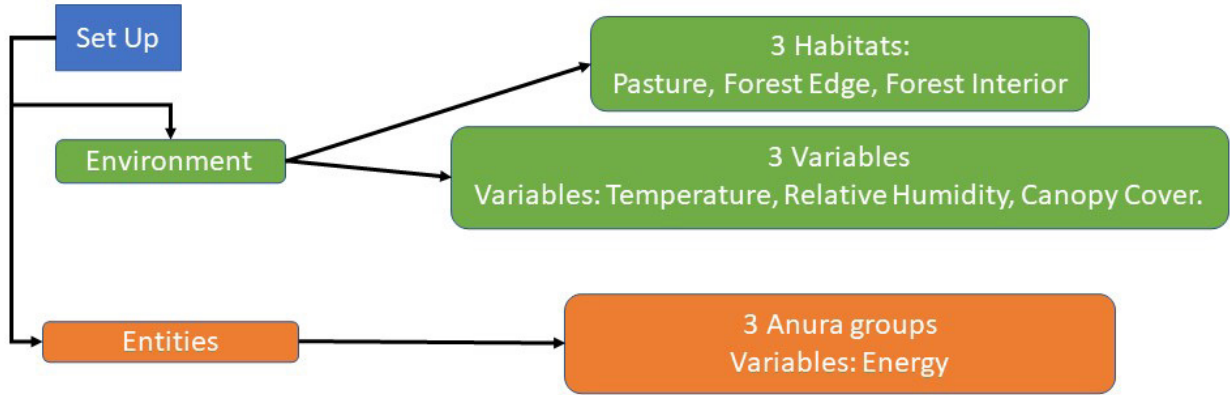 Set Up
3 Habitats:
Pasture, Forest Edge, Forest Interior
Environment
3 Variables
Variables: Temperature, Relative Humidity, Canopy Cover.
Entities
3 Anura groups
Variables: Energy